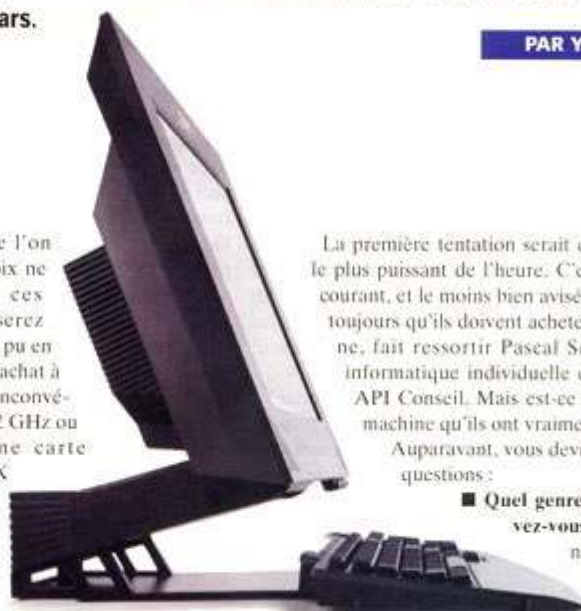 ars.
PAR Y
e l'on
ix ne
ces
serez
pu en
achat à
inconvé-
2 GHz ou
ne carte
X
La première tentation serait
le plus puissant de l'heure. C'e
courant, et le moins bien avisé
toujours qu'ils doivent achete
ne, fait ressortir Pascal S
informatique individuelle
API Conseil. Mais est-ce
machine qu'ils ont vraime
Auparavant, vous devi
questions :
■ Quel genre
vez-vous
n